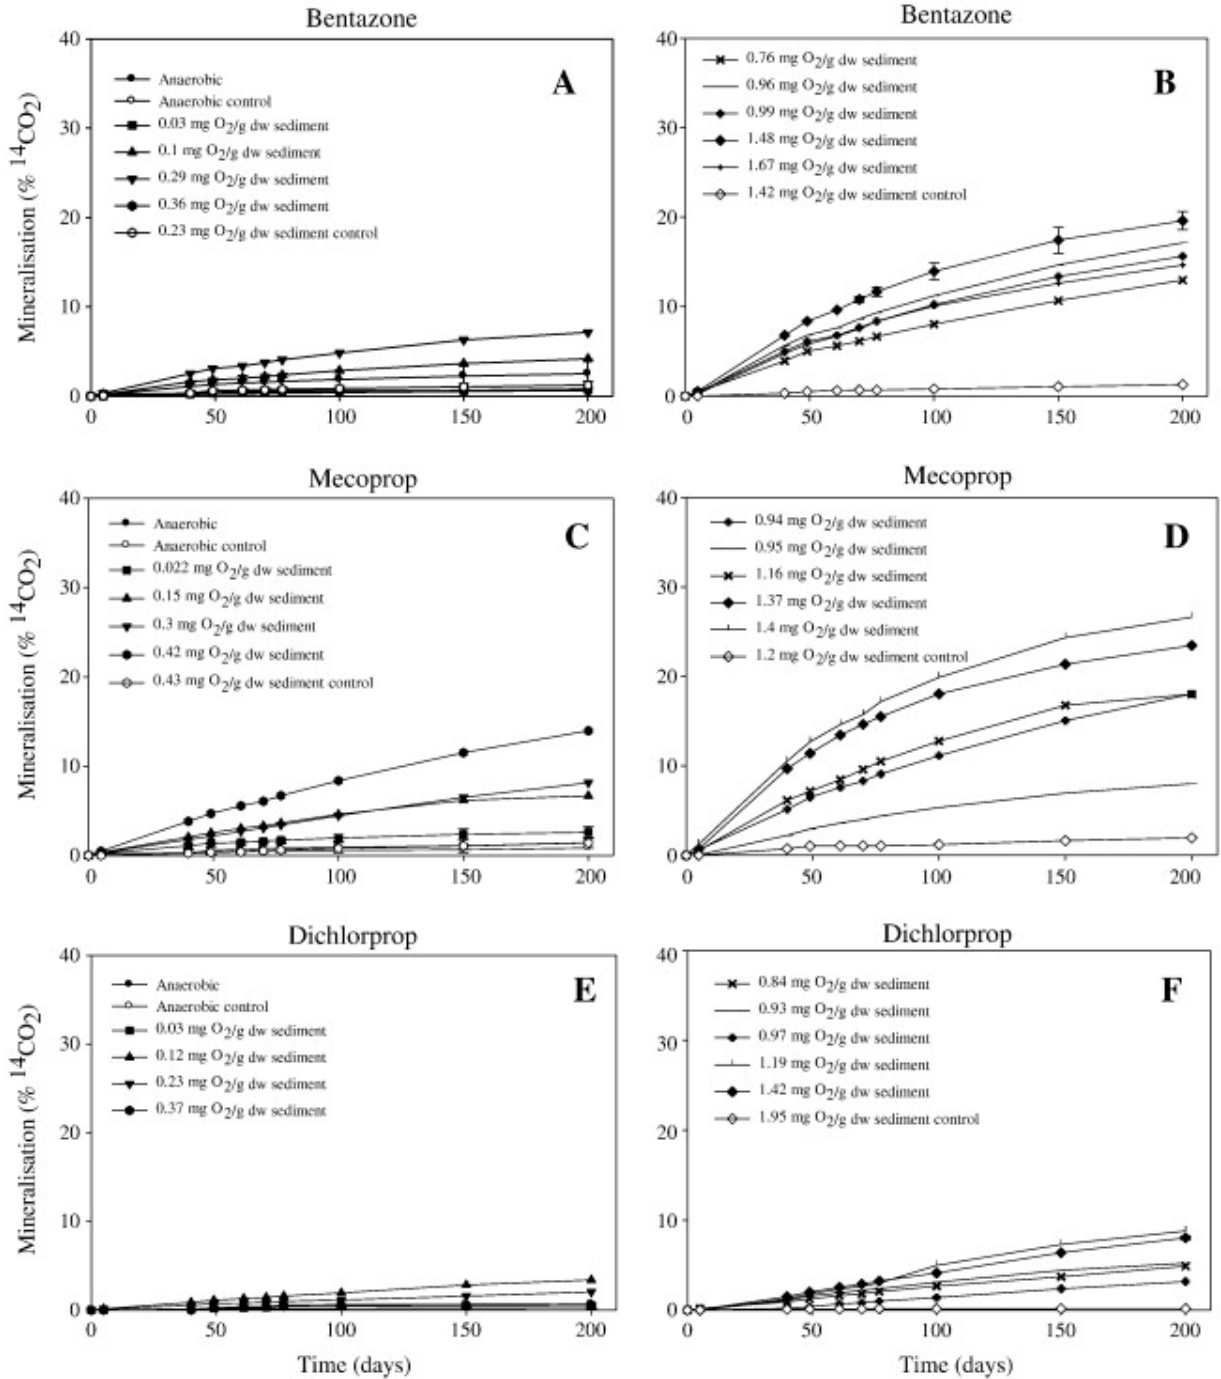 Bentazone
40
30
20
10
0
Mineralisation (% 14CO2)
Anaerobic
Anaerobic control
0.03 mg O2/g dw sediment
0.1 mg O2/g dw sediment
0.29 mg O2/g dw sediment
0.36 mg O2/g dw sediment
0.23 mg O2/g dw sediment control
A
0 50 100 150 200
Bentazone
40
30
20
10
0
0.76 mg O2/g dw sediment
0.96 mg O2/g dw sediment
0.99 mg O2/g dw sediment
1.48 mg O2/g dw sediment
1.67 mg O2/g dw sediment
1.42 mg O2/g dw sediment control
B
0 50 100 150 200
Mecoprop
40
30
20
10
0
Mineralisation (% 14CO2)
Anaerobic
Anaerobic control
0.022 mg O2/g dw sediment
0.15 mg O2/g dw sediment
0.3 mg O2/g dw sediment
0.42 mg O2/g dw sediment
0.43 mg O2/g dw sediment control
C
0 50 100 150 200
Mecoprop
40
30
20
10
0
0.94 mg O2/g dw sediment
0.95 mg O2/g dw sediment
1.16 mg O2/g dw sediment
1.37 mg O2/g dw sediment
1.4 mg O2/g dw sediment
1.2 mg O2/g dw sediment control
D
0 50 100 150 200
Dichlorprop
40
30
20
10
0
Mineralisation (% 14CO2)
Anaerobic
Anaerobic control
0.03 mg O2/g dw sediment
0.12 mg O2/g dw sediment
0.23 mg O2/g dw sediment
0.37 mg O2/g dw sediment
E
0 50 100 150 200
Time (days)
Dichlorprop
40
30
20
10
0
0.84 mg O2/g dw sediment
0.93 mg O2/g dw sediment
0.97 mg O2/g dw sediment
1.19 mg O2/g dw sediment
1.42 mg O2/g dw sediment
1.95 mg O2/g dw sediment control
F
0 50 100 150 200
Time (days)